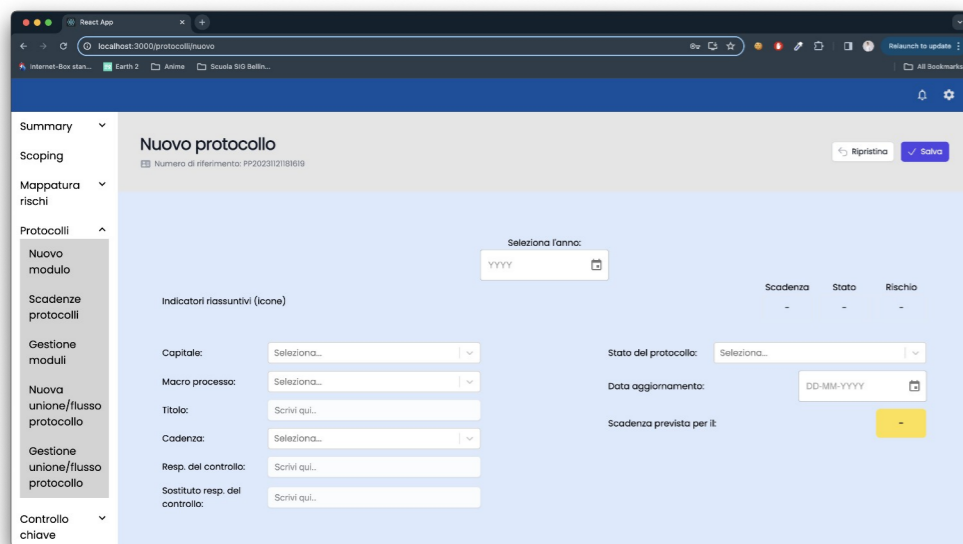 React App
localhost:3000/protocolli/nuovo
Relaunch to update
Internet-Box stan...
Earth 2
Anime
Scuola SIG Bellin...
All Bookmarks
Summary
Scoping
Mappatura
rischi
Protocolli
Nuovo
modulo
Scadenze
protocolli
Gestione
moduli
Nuova
unione/flusso
protocollo
Gestione
unione/flusso
protocollo
Controllo
chiave
Nuovo protocollo
Numero di riferimento: PP20231121181619
Ripristina
Salva
Seleziona l'anno:
YYYY
Indicatori riassuntivi (icone)
Scadenza Stato Rischio
- - -
Capitale: Seleziona...
Macro processo: Seleziona...
Titolo: Scrivi qui..
Cadenza: Seleziona...
Resp. del controllo: Scrivi qui..
Sostituto resp. del
controllo: Scrivi qui..
Stato del protocollo: Seleziona...
Data aggiornamento: DD-MM-YYYY
Scadenza prevista per il: -